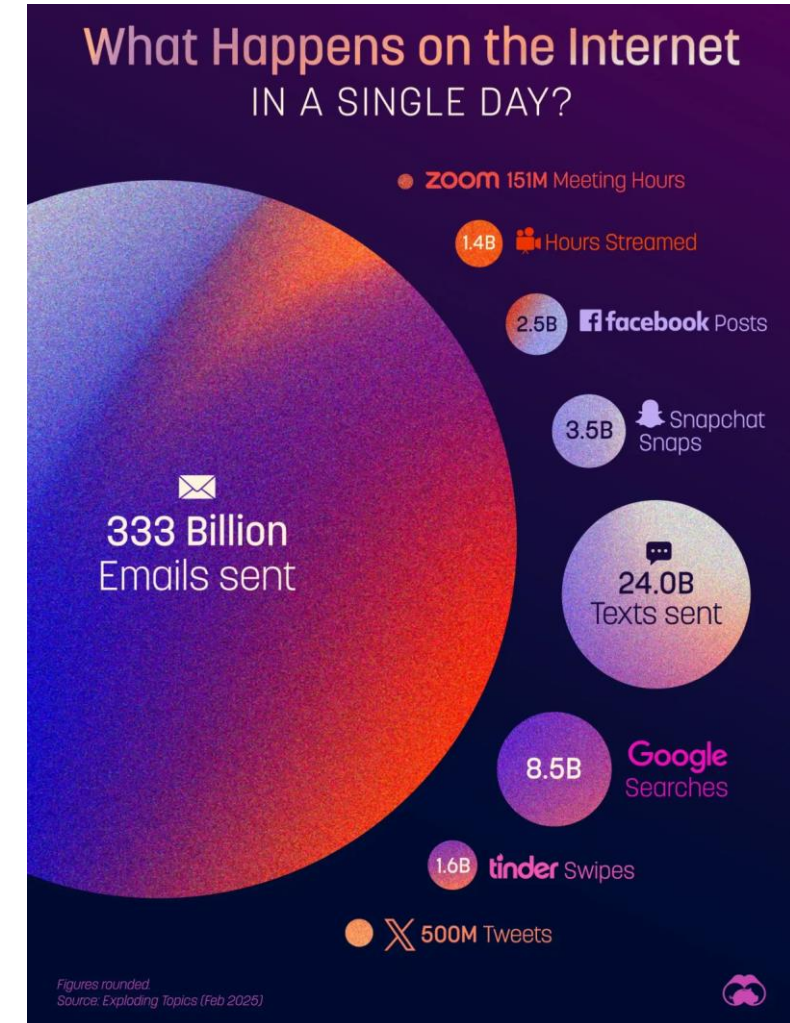 What Happens on the Internet
IN A SINGLE DAY?
zoom 151M Meeting Hours
1.4B Hours Streamed
2.5B facebook Posts
3.5B Snapchat
Snaps
333 Billion
Emails sent
24.0B
Texts sent
8.5B Google
Searches
1.6B tinder Swipes
X 500M Tweets
Figures rounded.
Source: Exploding Topics (Feb 2025)